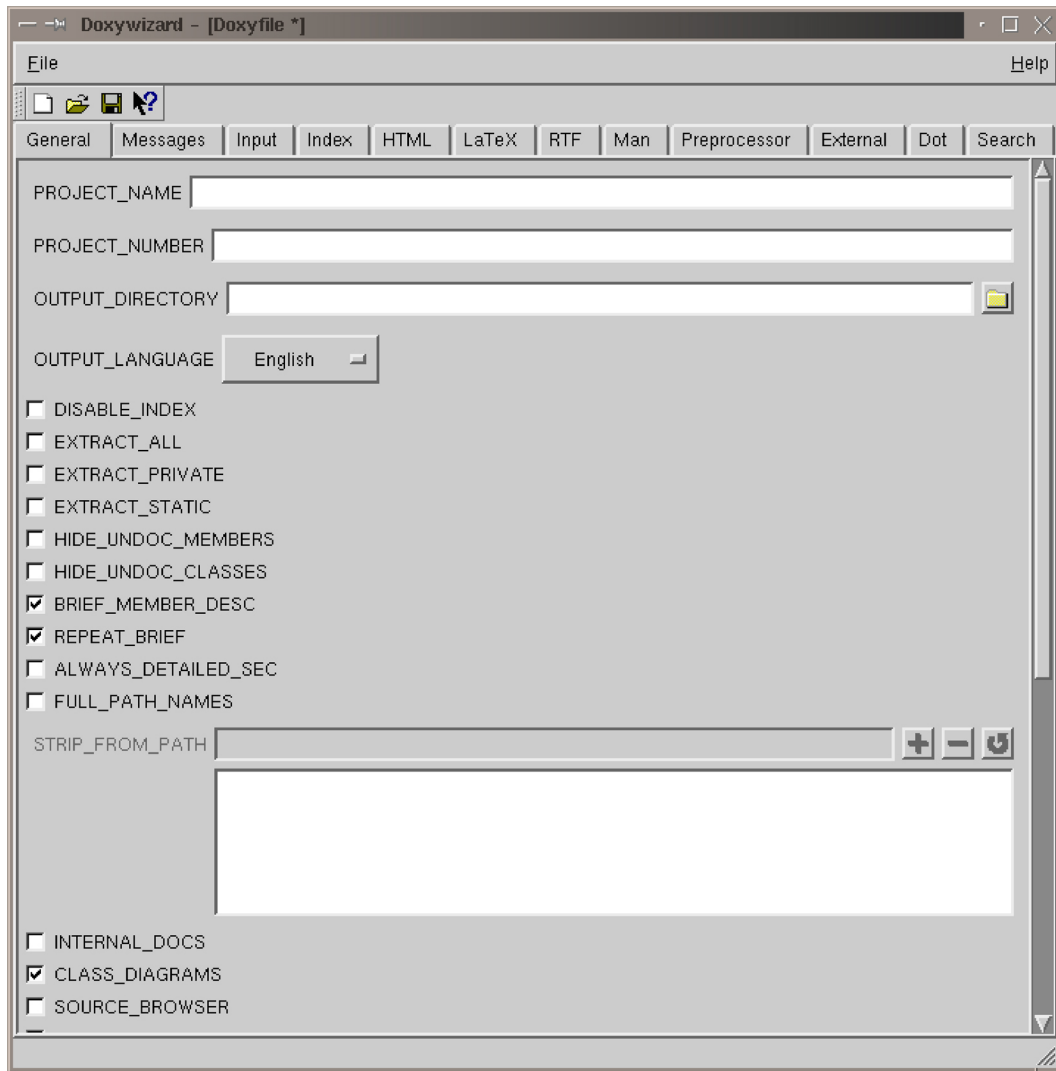 Doxywizard - [Doxyfile *]
File Help
General Messages Input Index HTML LaTeX RTF Man Preprocessor External Dot Search
PROJECT_NAME
PROJECT_NUMBER
OUTPUT_DIRECTORY
OUTPUT_LANGUAGE English
DISABLE_INDEX
EXTRACT_ALL
EXTRACT_PRIVATE
EXTRACT_STATIC
HIDE_UNDOC_MEMBERS
HIDE_UNDOC_CLASSES
BRIEF_MEMBER_DESC
REPEAT_BRIEF
ALWAYS_DETAILED_SEC
FULL_PATH_NAMES
STRIP_FROM_PATH
INTERNAL_DOCS
CLASS_DIAGRAMS
SOURCE_BROWSER